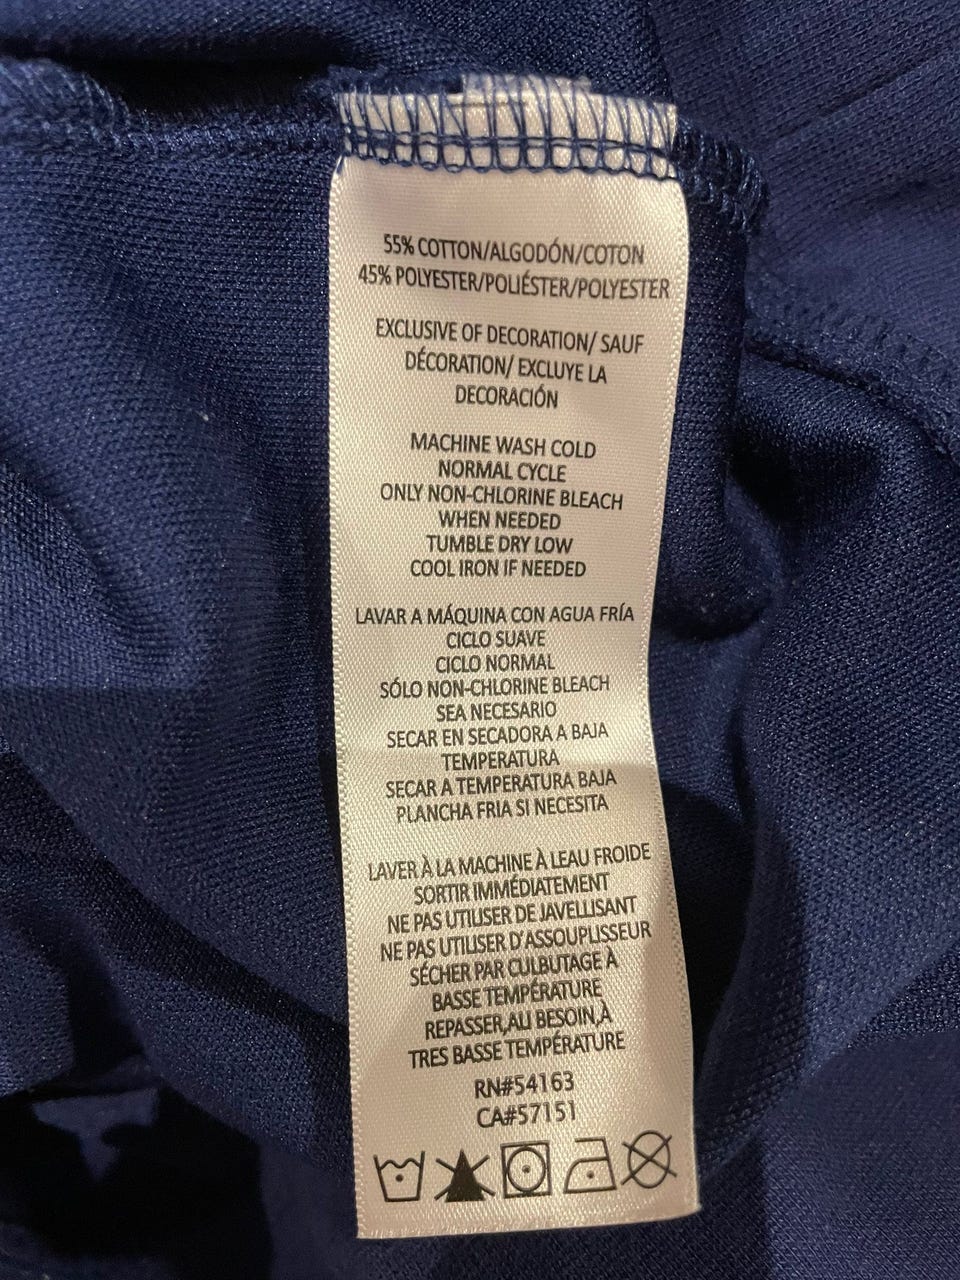 55% COTTON/ALGODÓN/COTON
45% POLYESTER/POLIÉSTER/POLYESTER
EXCLUSIVE OF DECORATION/ SAUF
DÉCORATION/ EXCLUYE LA
DECORACIÓN
MACHINE WASH COLD
NORMAL CYCLE
ONLY NON-CHLORINE BLEACH
WHEN NEEDED
TUMBLE DRY LOW
COOL IRON IF NEEDED
LAVAR A MÁQUINA CON AGUA FRÍA
CICLO SUAVE
CICLO NORMAL
SÓLO NON-CHLORINE BLEACH
SEA NECESARIO
SECAR EN SECADORA A BAJA
TEMPERATURA
SECAR A TEMPERATURA BAJA
PLANCHA FRIA SI NECESITA
LAVER À LA MACHINE À LEAU FROIDE
SORTIR IMMÉDIATEMENT
NE PAS UTILISER DE JAVELLISANT
NE PAS UTILISER D'ASSOUPLISSEUR
SÉCHER PAR CULBUTAGE À
BASSE TEMPÉRATURE
REPASSER,AU BESOIN,À
TRES BASSE TEMPÉRATURE
RN#54163
CA#57151